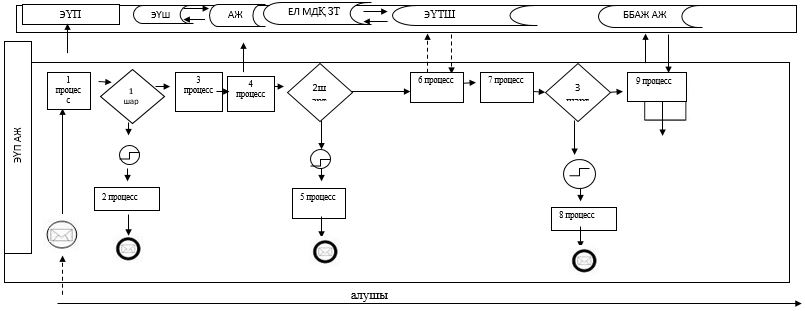 ЭҮП ЭҮШ АЖ ЕЛ МДҚ ЗТ ЭҮТШ ББАЖ АЖ
ЭҮП АЖ
1
процес
с
1
шар
3
процесс
4
процесс
2ш
6 процесс
7 процесс
3
9 процесс
2 процесс
5 процесс
8 процесс
алушы